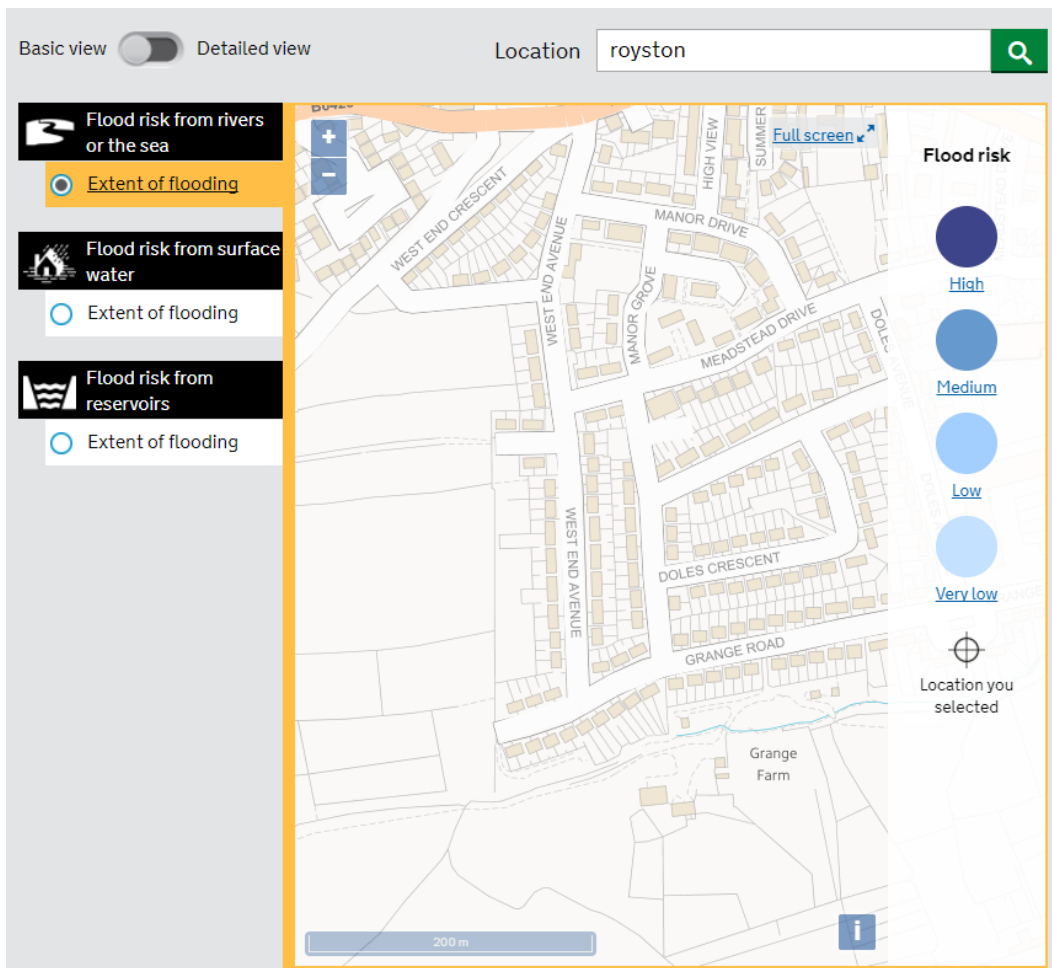 Basic view
Detailed view
Location
royston
Flood risk from rivers
or the sea
Extent of flooding
Flood risk from surface
water
Extent of flooding
Flood risk from
reservoirs
Extent of flooding
+
−
Full screen
WEST END CRESCENT
WEST END AVENUE
HIGH VIEW
SUMMER
MANOR DRIVE
MANOR GROVE
MEADSTEAD DRIVE
DOLES AVENUE
WEST END AVENUE
DOLES CRESCENT
GRANGE ROAD
Grange
Farm
200 m
i
Flood risk
High
Medium
Low
Very low
Location you
selected